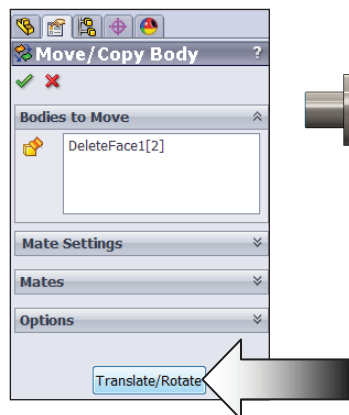 Move/Copy Body ?
Bodies to Move
DeleteFace1[2]
Mate Settings
Mates
Options
Translate/Rotate